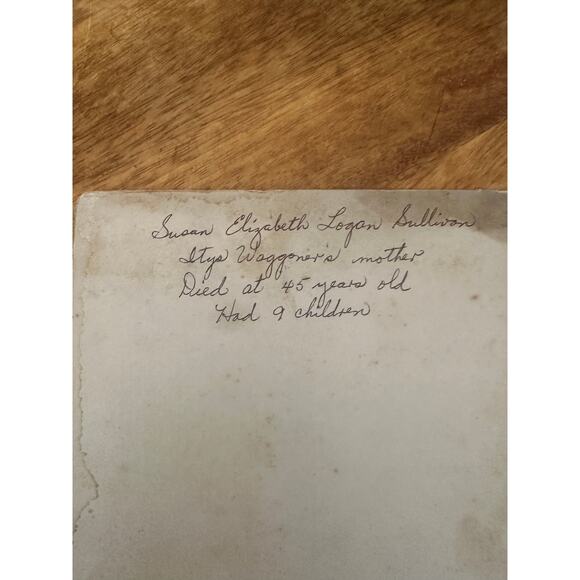 Susan Elizabeth Logan Sullivan
Itys Waggoner's mother
Died at 45 years old
Had 9 children